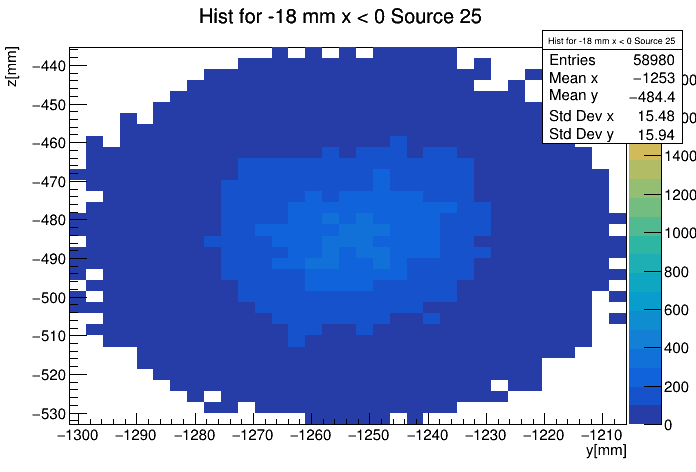 Hist for -18 mm x < 0 Source 25
z[mm]
Hist for -18 mm x < 0 Source 25
Entries 58980
Mean x −1253
Mean y −484.4
Std Dev x 15.48
Std Dev y 15.94
−440
−450
−460
−470
−480
−490
−500
−510
−520
−530
1400
1200
1000
800
600
400
200
0
−1300 −1290 −1280 −1270 −1260 −1250 −1240 −1230 −1220 −1210
y[mm]